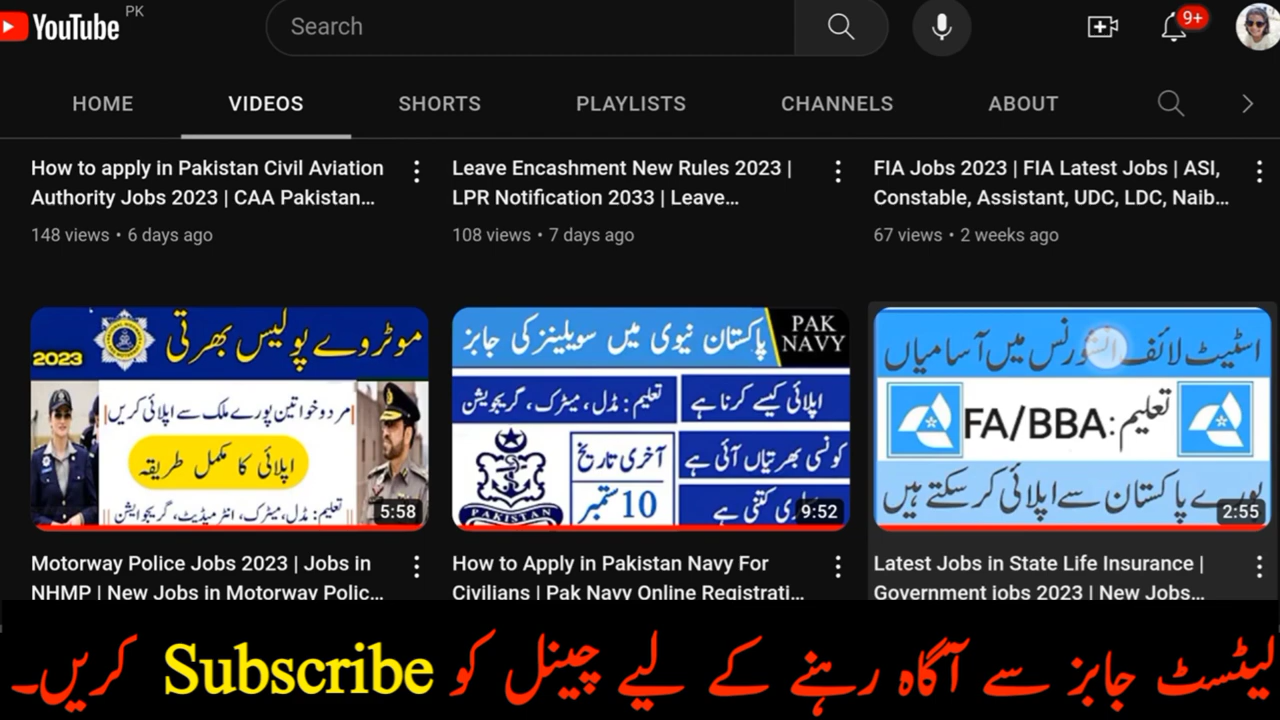 YouTube PK
Search
9+
HOME VIDEOS SHORTS PLAYLISTS CHANNELS ABOUT
How to apply in Pakistan Civil Aviation
Authority Jobs 2023 | CAA Pakistan...
148 views • 6 days ago
Leave Encashment New Rules 2023 |
LPR Notification 2033 | Leave...
108 views • 7 days ago
FIA Jobs 2023 | FIA Latest Jobs | ASI,
Constable, Assistant, UDC, LDC, Naib...
67 views • 2 weeks ago
موٹروے پولیس بھرتی
2023
مرد و خواتین پورے ملک سے اپلائی کریں
اپلائی کا مکمل طریقہ
تعلیم: مڈل، میٹرک، انٹرمیڈیٹ، گریجوایشن
5:58
Motorway Police Jobs 2023 | Jobs in
NHMP | New Jobs in Motorway Polic...
پاکستان نیوی میں سویلینز کی جابز
PAK
NAVY
اپلائی کیسے کرنا ہے
تعلیم: مڈل، میٹرک، گریجویشن
کونسی بھرتیاں آئی ہے
آخری تاریخ
10 ستمبر
کتنی ہے
PAKISTAN
9:52
How to Apply in Pakistan Navy For
Civilians | Pak Navy Online Registrati...
اسٹیٹ لائف انشورنس میں آسامیاں
تعلیم: FA/BBA
پورے پاکستان سے اپلائی کر سکتے ہیں
2:55
Latest Jobs in State Life Insurance |
Government jobs 2023 | New Jobs...
لیٹسٹ جابز سے آگاہ رہنے کے لیے چینل کو Subscribe کریں۔